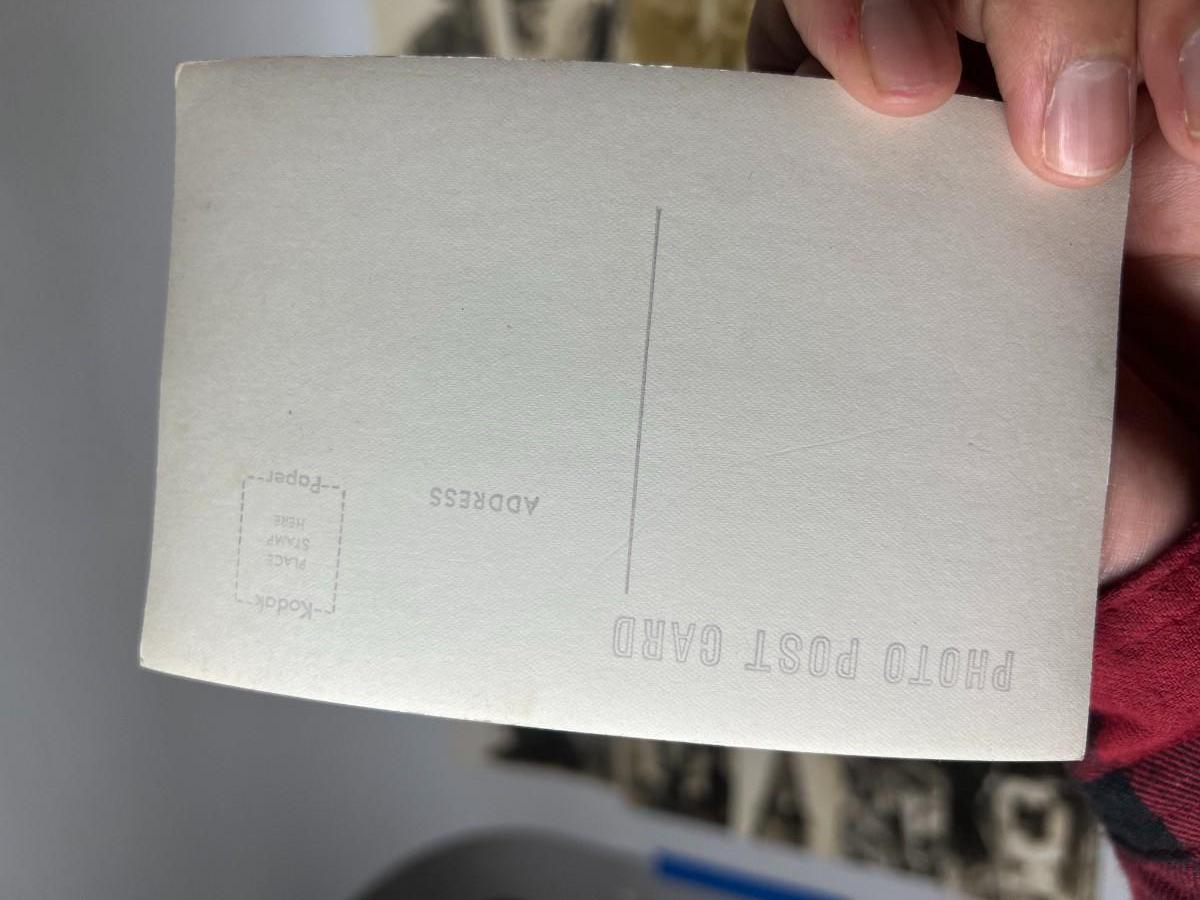 PHOTO POST CARD
ADDRESS
Kodak
PLACE
STAMP
HERE
Paper